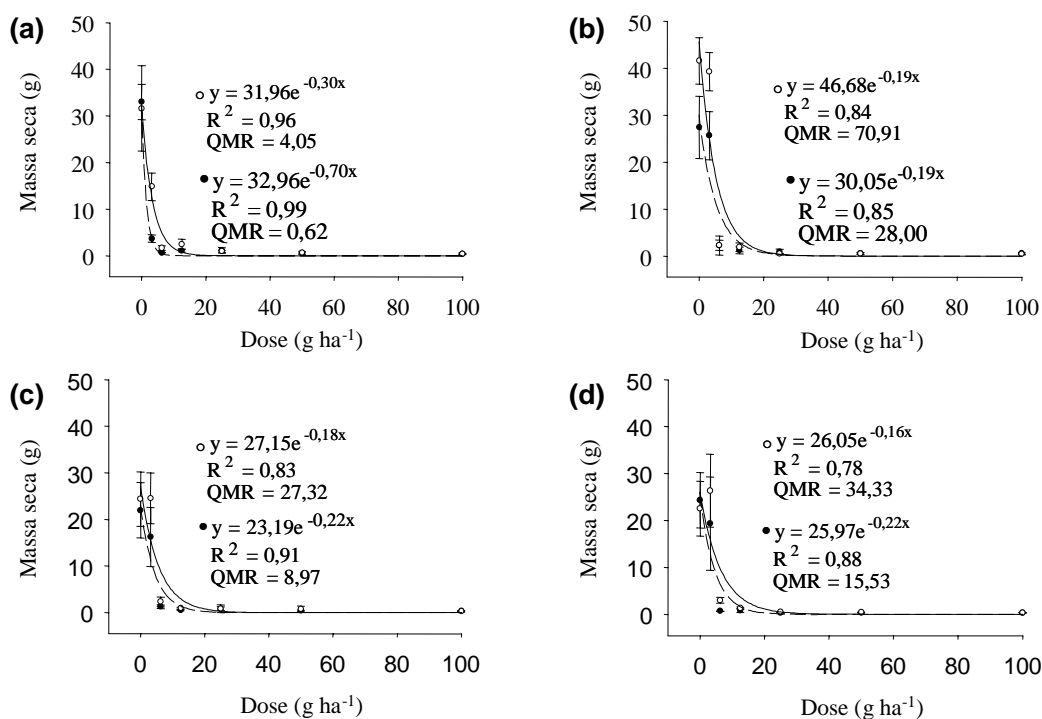 (a)
50
40
30
20
10
0
Massa seca (g)
y = 31,96e^-0,30x
R^2 = 0,96
QMR = 4,05
y = 32,96e^-0,70x
R^2 = 0,99
QMR = 0,62
0 20 40 60 80 100
Dose (g ha^-1)
(b)
50
40
30
20
10
0
Massa seca (g)
y = 46,68e^-0,19x
R^2 = 0,84
QMR = 70,91
y = 30,05e^-0,19x
R^2 = 0,85
QMR = 28,00
0 20 40 60 80 100
Dose (g ha^-1)
(c)
50
40
30
20
10
0
Massa seca (g)
y = 27,15e^-0,18x
R^2 = 0,83
QMR = 27,32
y = 23,19e^-0,22x
R^2 = 0,91
QMR = 8,97
0 20 40 60 80 100
Dose (g ha^-1)
(d)
50
40
30
20
10
0
Massa seca (g)
y = 26,05e^-0,16x
R^2 = 0,78
QMR = 34,33
y = 25,97e^-0,22x
R^2 = 0,88
QMR = 15,53
0 20 40 60 80 100
Dose (g ha^-1)